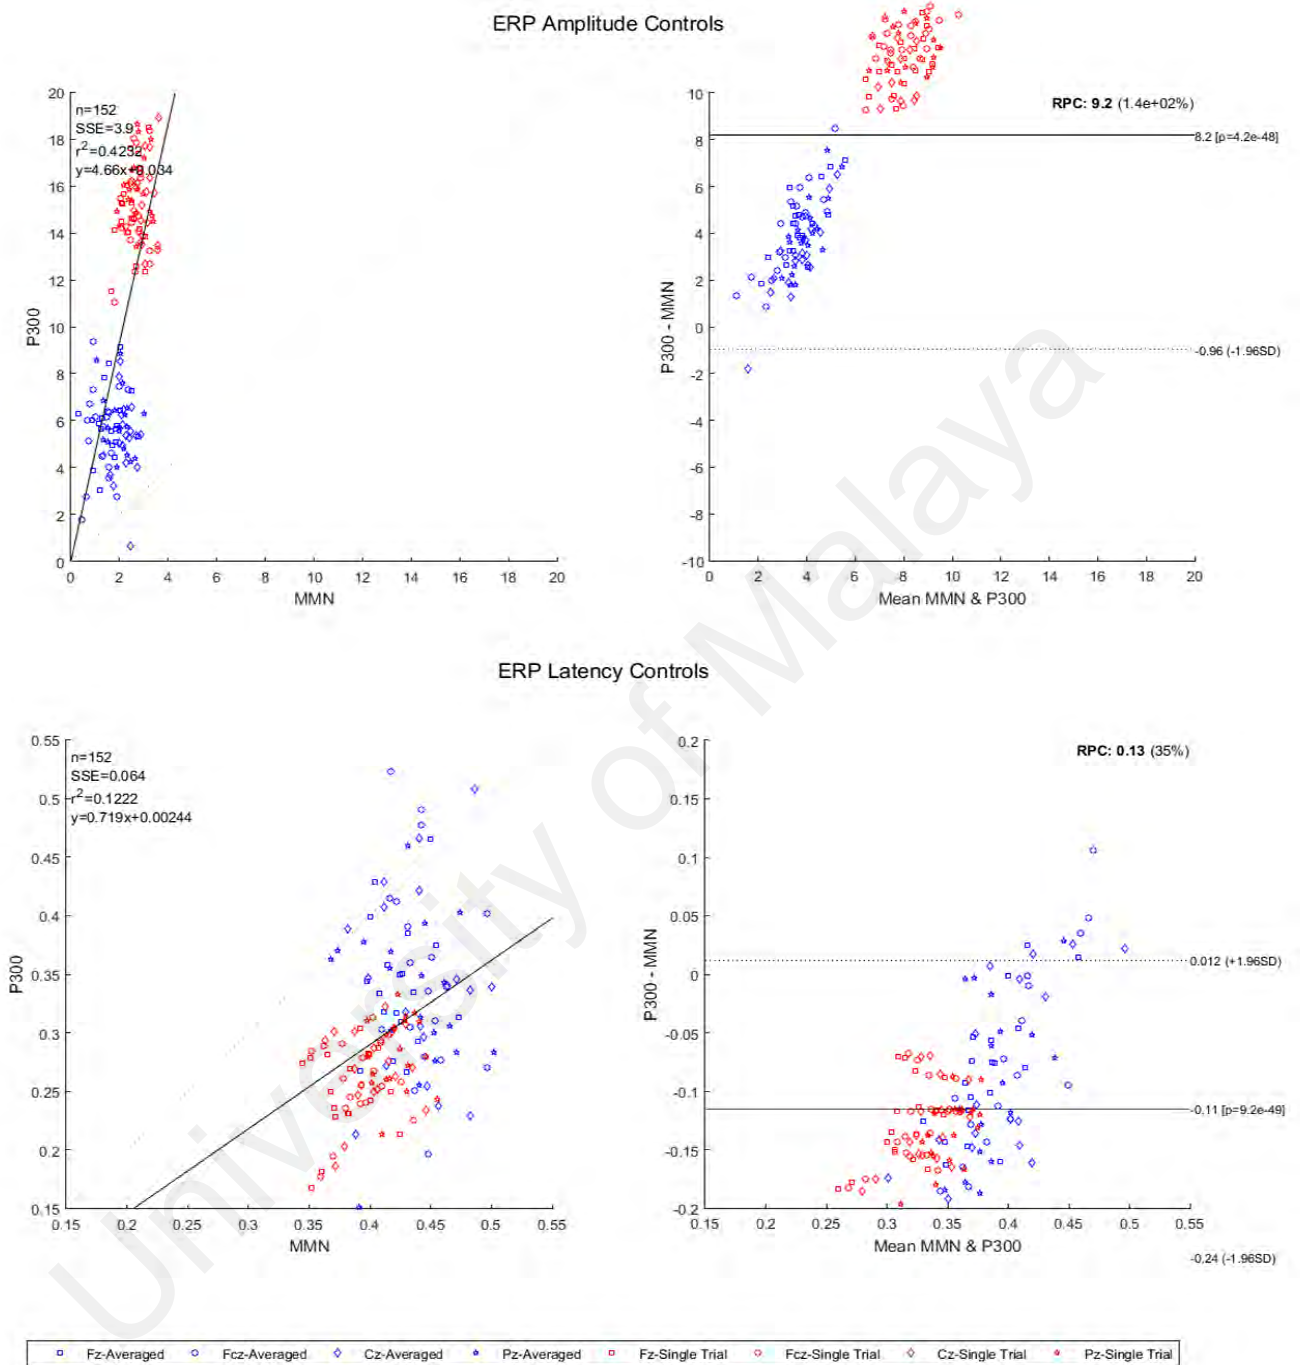 ERP Amplitude Controls
20
18
16
14
12
10
8
6
4
2
0
P300
n=152
SSE=3.9
r2=0.4232
y=4.66x+0.034
0 2 4 6 8 10 12 14 16 18 20
MMN
10
8
6
4
2
0
-2
-4
-6
-8
-10
P300 - MMN
RPC: 9.2 (1.4e+02%)
8.2 [p=4.2e-48]
-0.96 (-1.96SD)
0 2 4 6 8 10 12 14 16 18 20
Mean MMN & P300
ERP Latency Controls
0.55
0.5
0.45
0.4
0.35
0.3
0.25
0.2
0.15
P300
n=152
SSE=0.064
r2=0.1222
y=0.719x+0.00244
0.15 0.2 0.25 0.3 0.35 0.4 0.45 0.5 0.55
MMN
0.2
0.15
0.1
0.05
0
-0.05
-0.1
-0.15
-0.2
P300 - MMN
RPC: 0.13 (35%)
0.012 (+1.96SD)
-0.11 [p=9.2e-49]
-0.24 (-1.96SD)
0.15 0.2 0.25 0.3 0.35 0.4 0.45 0.5 0.55
Mean MMN & P300
Fz-Averaged Fcz-Averaged Cz-Averaged Pz-Averaged Fz-Single Trial Fcz-Single Trial Cz-Single Trial Pz-Single Trial
University of Malaya